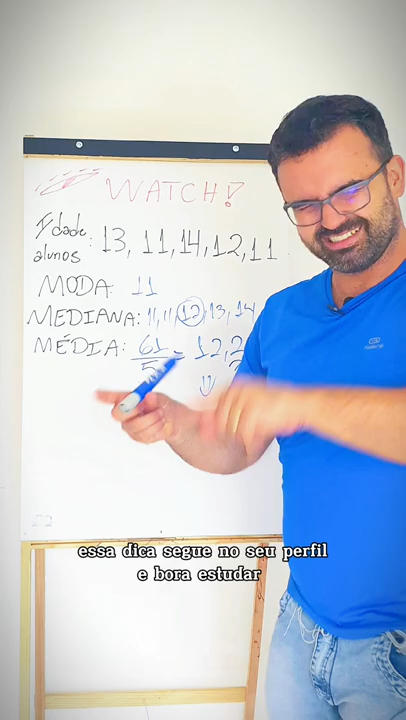 WATCH!
Idade alunos: 13, 11, 14, 12, 11
MODA: 11
MEDIANA: 11, 11, 12, 13, 14
MÉDIA: 61/5 = 12,2
essa dica segue no seu perfil
e bora estudar